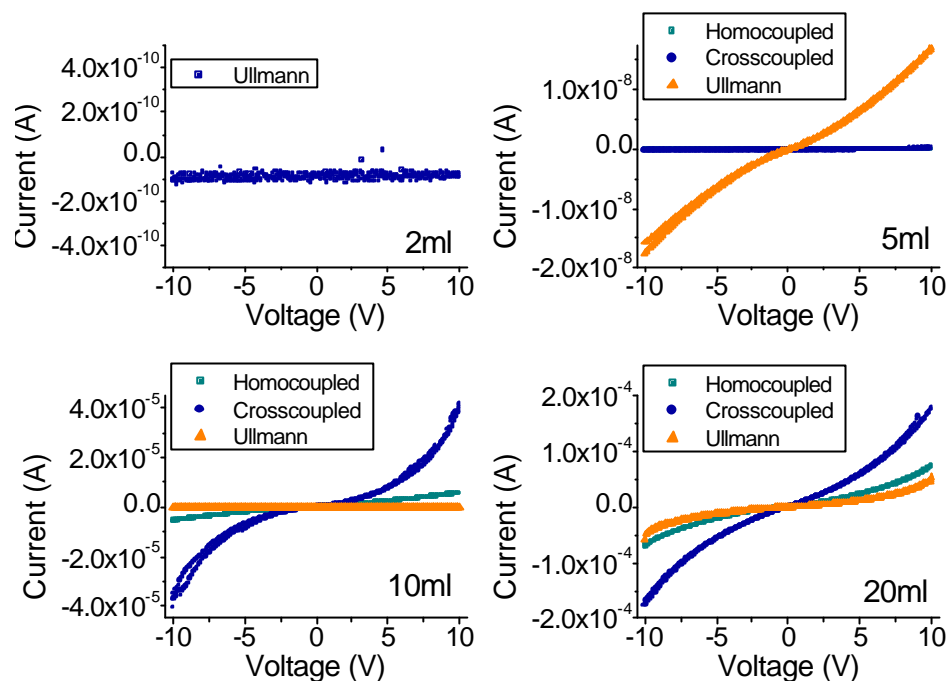 Ullmann
4.0x10⁻¹⁰
2.0x10⁻¹⁰
0.0
-2.0x10⁻¹⁰
-4.0x10⁻¹⁰
Current (A)
2ml
-10 -5 0 5 10
Voltage (V)
Homocoupled
Crosscoupled
Ullmann
1.0x10⁻⁸
0.0
-1.0x10⁻⁸
-2.0x10⁻⁸
Current (A)
5ml
-10 -5 0 5 10
Voltage (V)
Homocoupled
Crosscoupled
Ullmann
4.0x10⁻⁵
2.0x10⁻⁵
0.0
-2.0x10⁻⁵
-4.0x10⁻⁵
Current (A)
10ml
-10 -5 0 5 10
Voltage (V)
Homocoupled
Crosscoupled
Ullmann
2.0x10⁻⁴
1.0x10⁻⁴
0.0
-1.0x10⁻⁴
-2.0x10⁻⁴
Current (A)
20ml
-10 -5 0 5 10
Voltage (V)